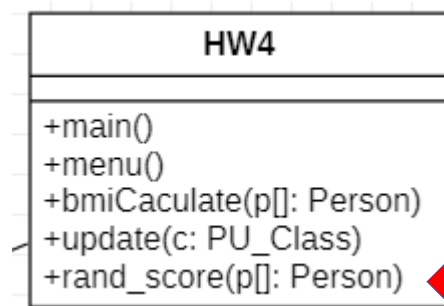 HW4
+main()
+menu()
+bmiCaculate(p[]: Person)
+update(c: PU_Class)
+rand_score(p[]: Person)